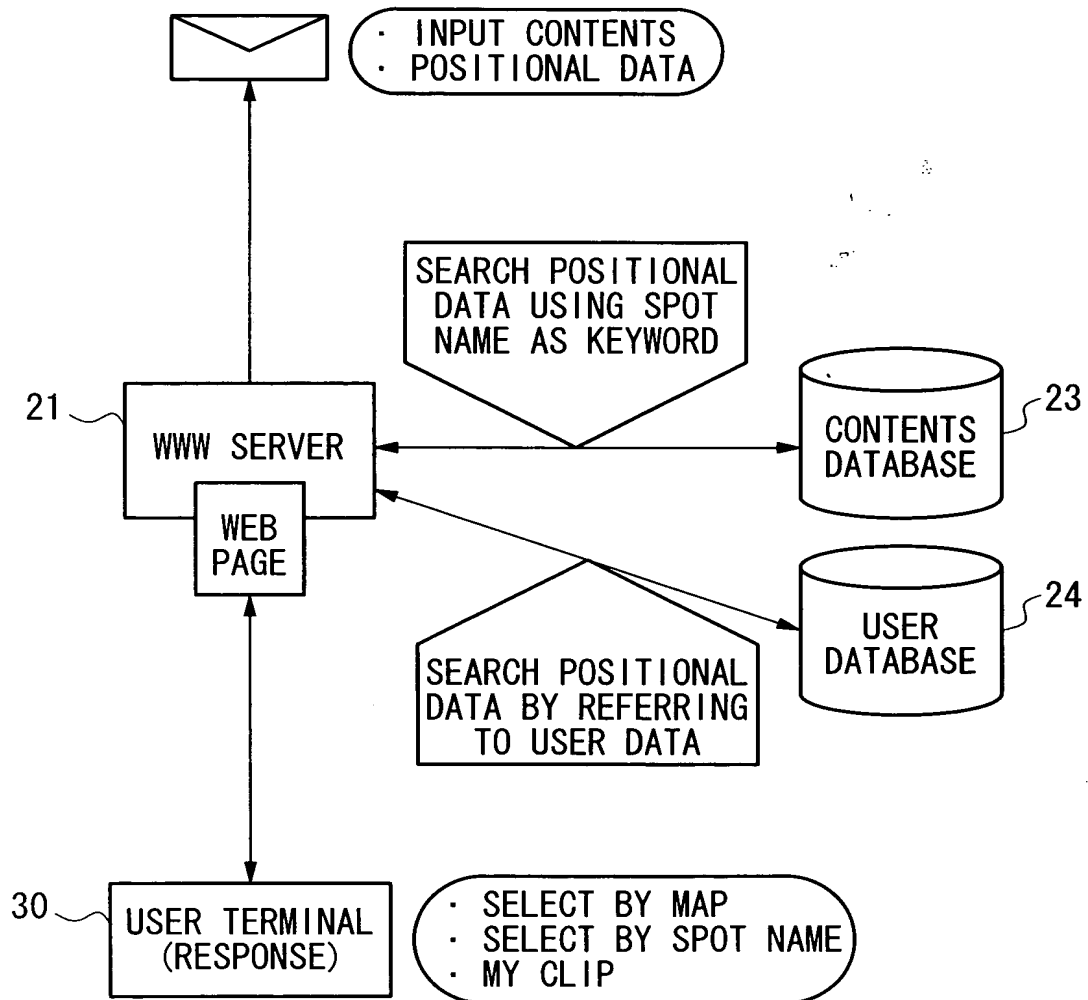 · INPUT CONTENTS
· POSITIONAL DATA
SEARCH POSITIONAL
DATA USING SPOT
NAME AS KEYWORD
21
WWW SERVER
WEB
PAGE
CONTENTS
DATABASE
23
USER
DATABASE
24
SEARCH POSITIONAL
DATA BY REFERRING
TO USER DATA
30
USER TERMINAL
(RESPONSE)
· SELECT BY MAP
· SELECT BY SPOT NAME
· MY CLIP